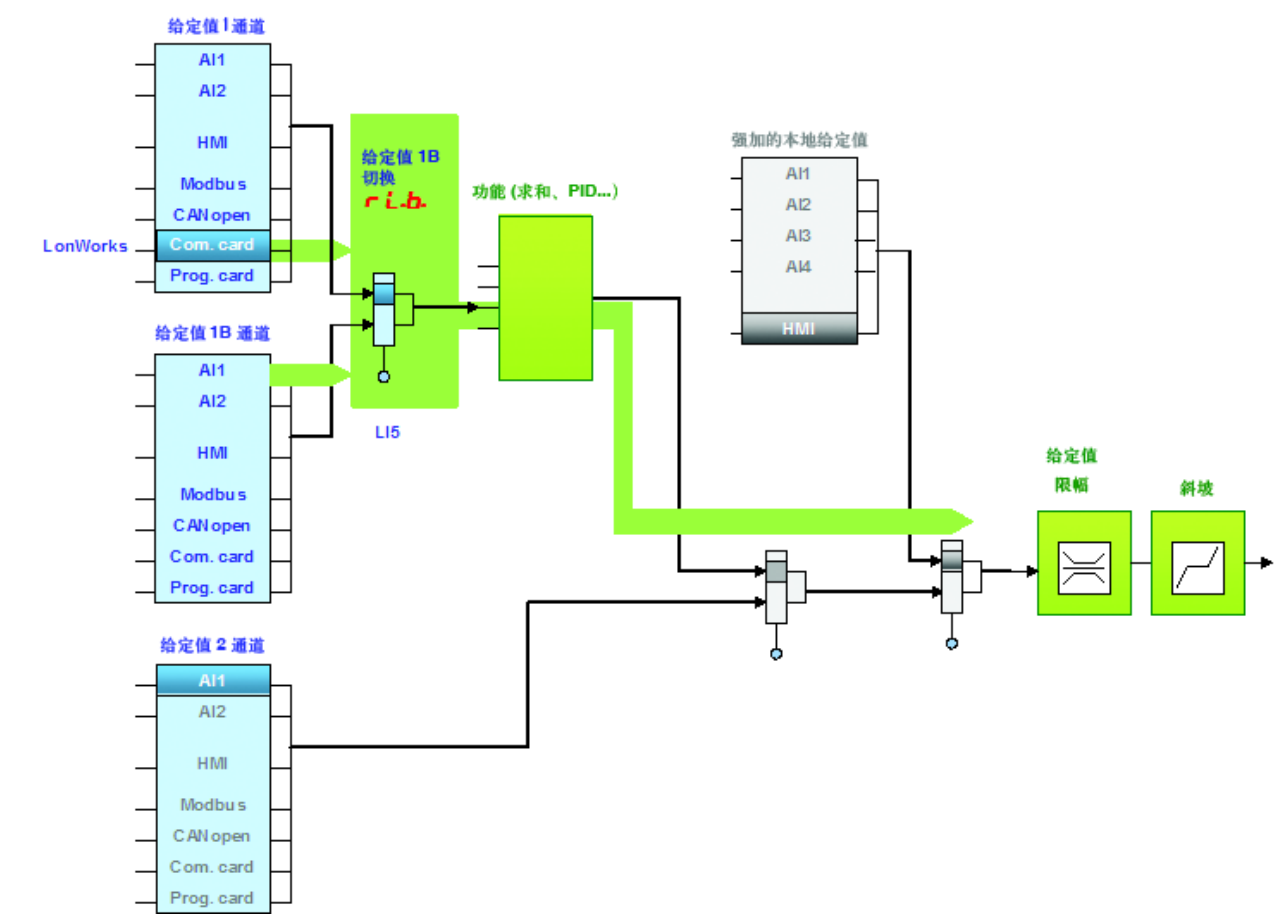 给定值1通道
AI1
AI2
HMI
Modbus
CANopen
LonWorks
Com. card
Prog. card
给定值 1B
切换
ri.b.
给定值 1B 通道
AI1
AI2
HMI
Modbus
CANopen
Com. card
Prog. card
LI5
功能 (求和、PID...)
强加的本地给定值
AI1
AI2
AI3
AI4
HMI
给定值
限幅
斜坡
给定值 2 通道
AI1
AI2
HMI
Modbus
CANopen
Com. card
Prog. card